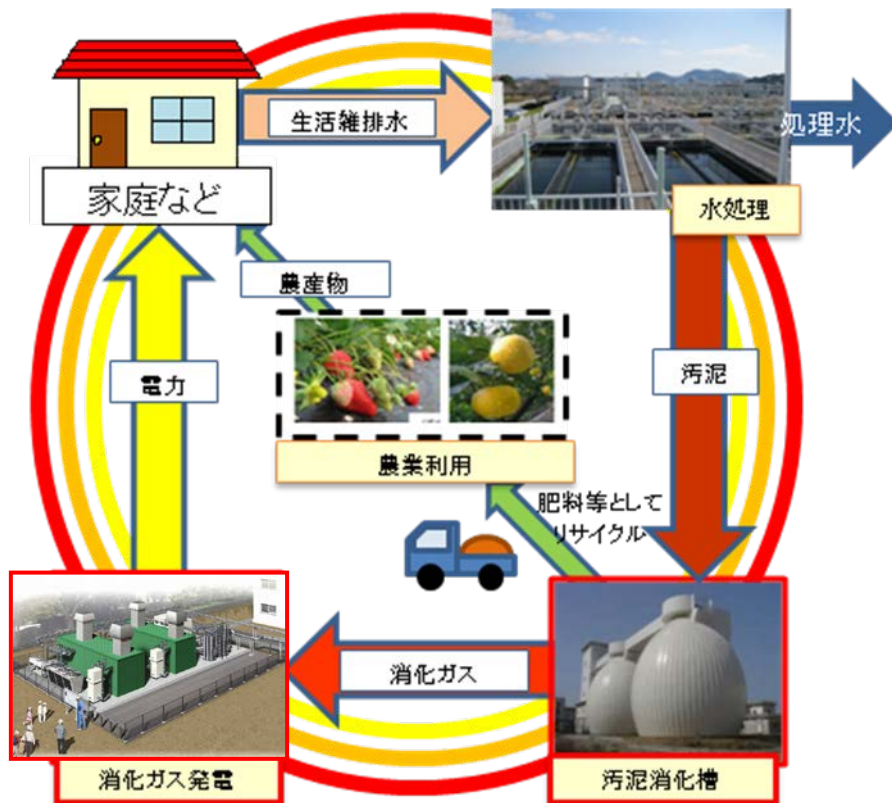 生活雑排水
処理水
家庭など
水処理
農産物
電力
汚泥
農業利用
肥料等として
リサイクル
消化ガス
消化ガス発電
汚泥消化槽